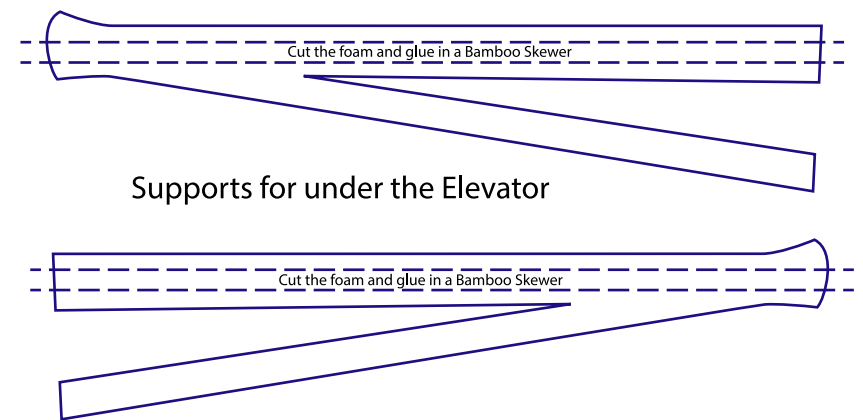 Cut the foam and glue in a Bamboo Skewer
Supports for under the Elevator
Cut the foam and glue in a Bamboo Skewer